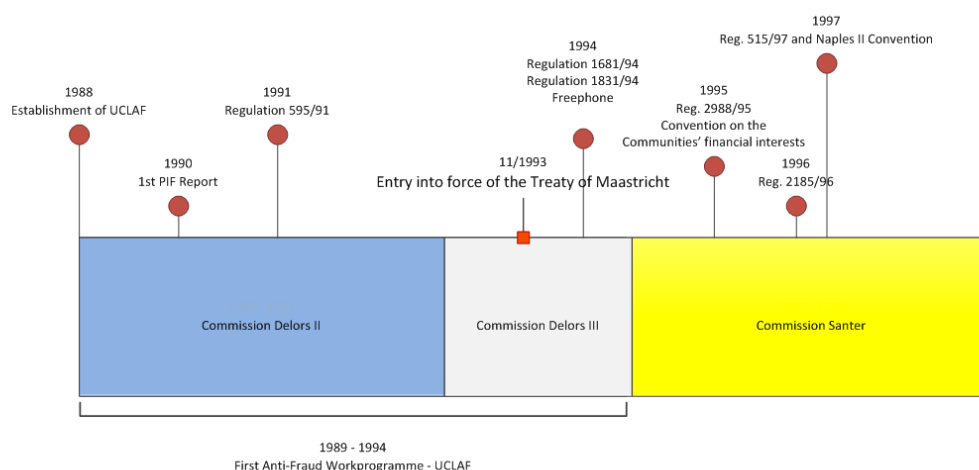 1988
Establishment of UCLAF
1990
1st PIF Report
1991
Regulation 595/91
11/1993
Entry into force of the Treaty of Maastricht
1994
Regulation 1681/94
Regulation 1831/94
Freephone
1995
Reg. 2988/95
Convention on the
Communities’ financial interests
1996
Reg. 2185/96
1997
Reg. 515/97 and Naples II Convention
Commission Delors II
Commission Delors III
Commission Santer
1989 - 1994
First Anti-Fraud Workprogramme - UCLAF